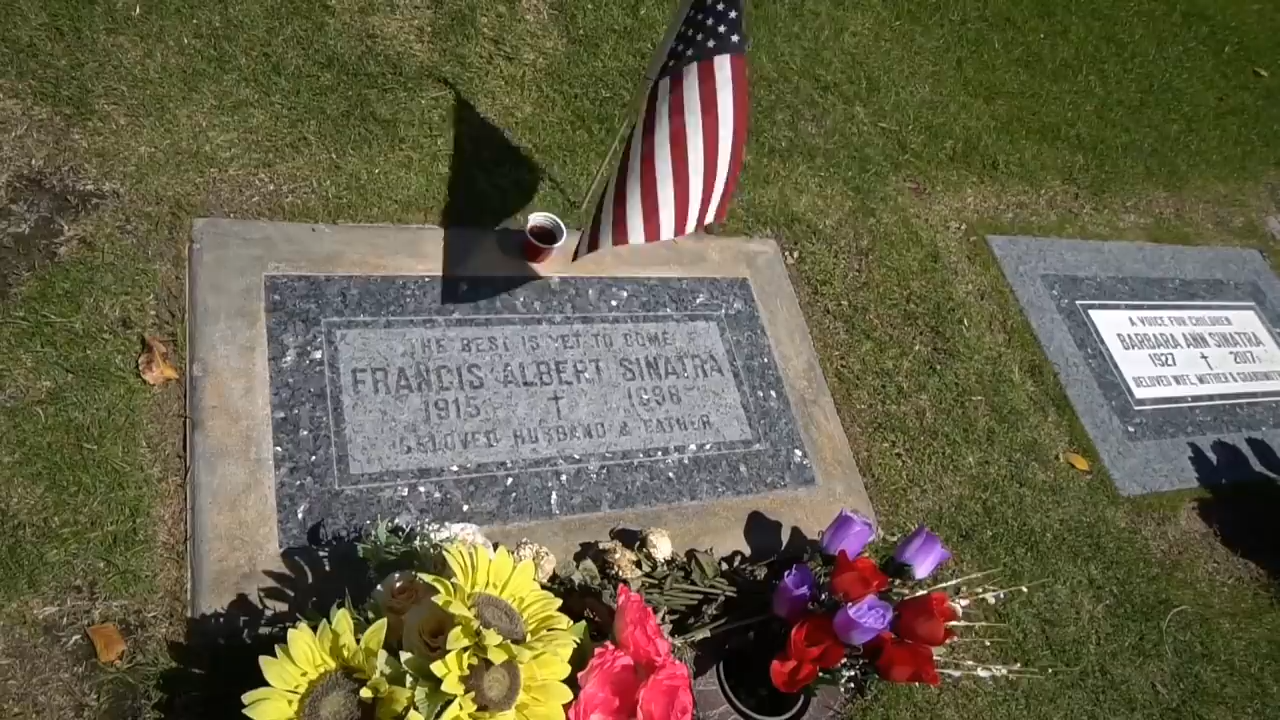 THE BEST IS YET TO COME
FRANCIS ALBERT SINATRA
1915 † 1998
BELOVED HUSBAND & FATHER
A VOICE FOR CHILDREN
BARBARA ANN SINATRA
1927 † 2017
BELOVED WIFE, MOTHER &